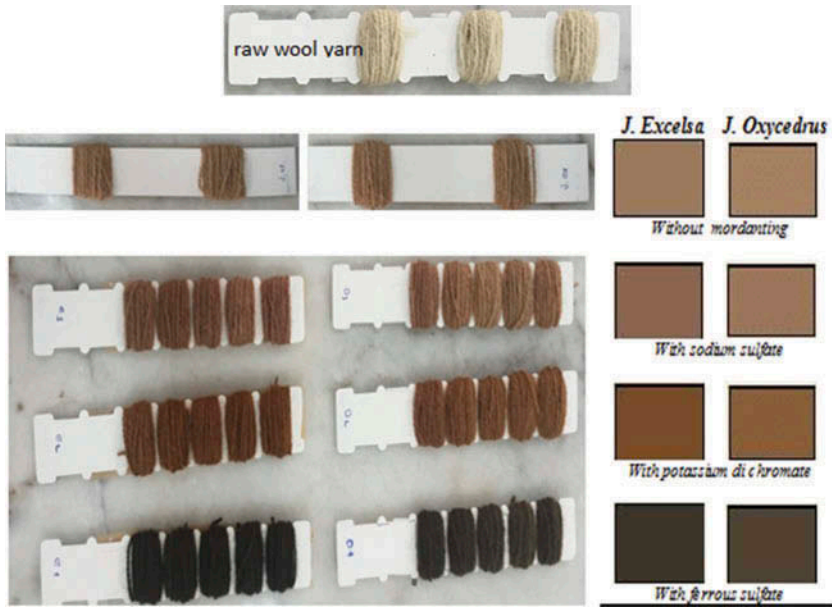 raw wool yarn
J. Excelsa J. Oxycedrus
Without mordanting
With sodium sulfate
With potassium di chromate
With ferrous sulfate